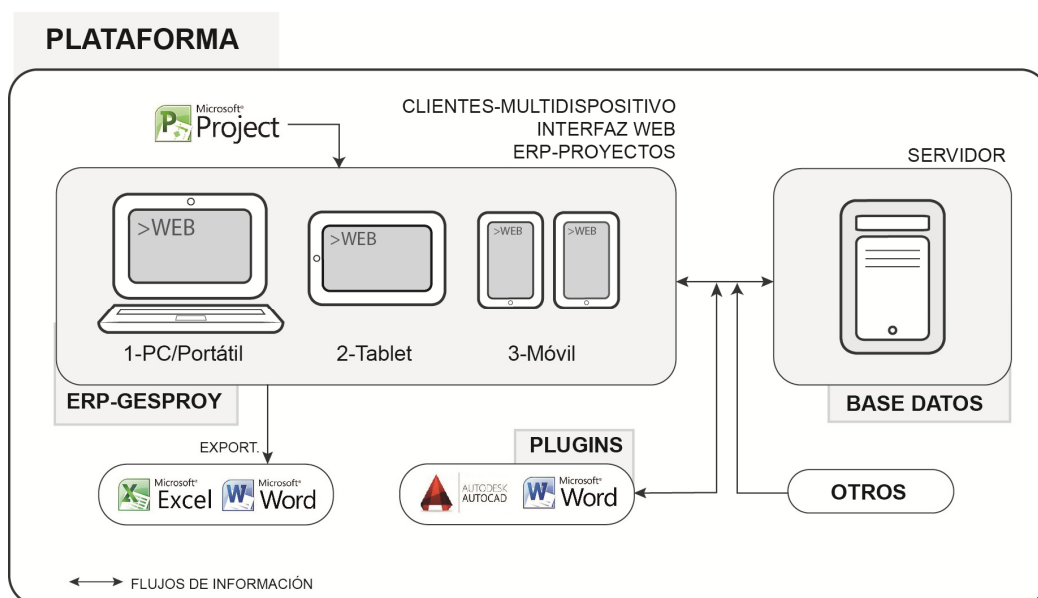 PLATAFORMA
Microsoft®
Project
CLIENTES-MULTIDISPOSITIVO
INTERFAZ WEB
ERP-PROYECTOS
SERVIDOR
>WEB
>WEB
>WEB
>WEB
1-PC/Portátil
2-Tablet
3-Móvil
ERP-GESPROY
BASE DATOS
EXPORT.
PLUGINS
Microsoft®
Excel
Microsoft®
Word
AUTODESK
AUTOCAD
Microsoft®
Word
OTROS
FLUJOS DE INFORMACIÓN